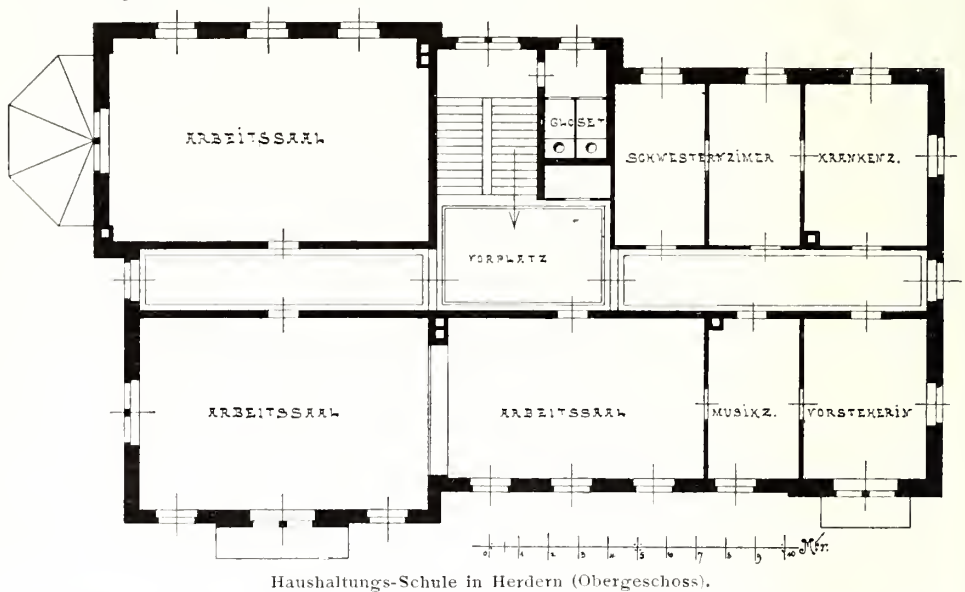 CLOSET
ARBEITSSAAL
SCHWESTERNZIMER KRANKENZ.
VORPLATZ
ARBEITSSAAL ARBEITSSAAL MUSIKZ. VORSTEHERIN
0 1 2 3 4 5 6 7 8 9 10 Mtr.
Haushaltungs-Schule in Herdern (Obergeschoss).